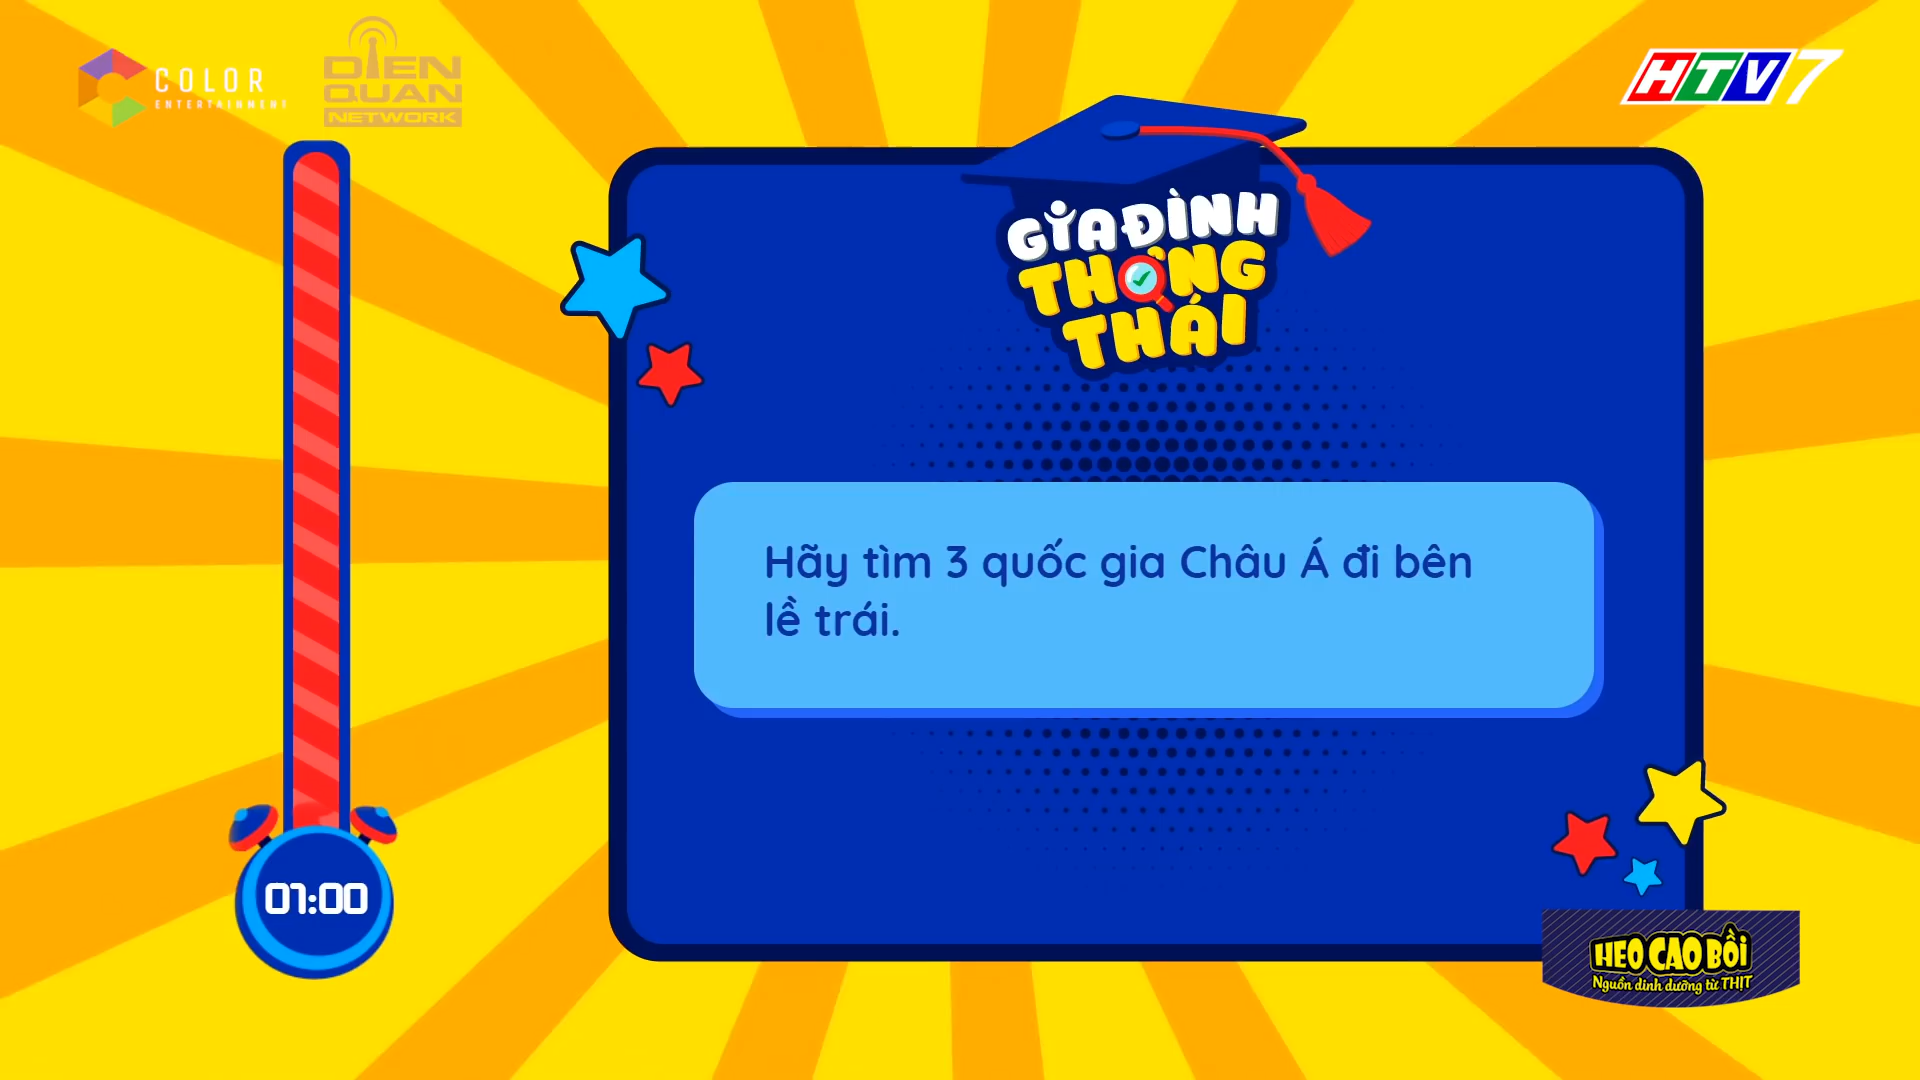 COLOR
ENTERTAINMENT
DIEN
QUAN
NETWORK
HTV7
GIA ĐÌNH
THÔNG
THÁI
Hãy tìm 3 quốc gia Châu Á đi bên
lề trái.
01:00
HEO CAO BỒI
Nguồn dinh dưỡng từ THỊT